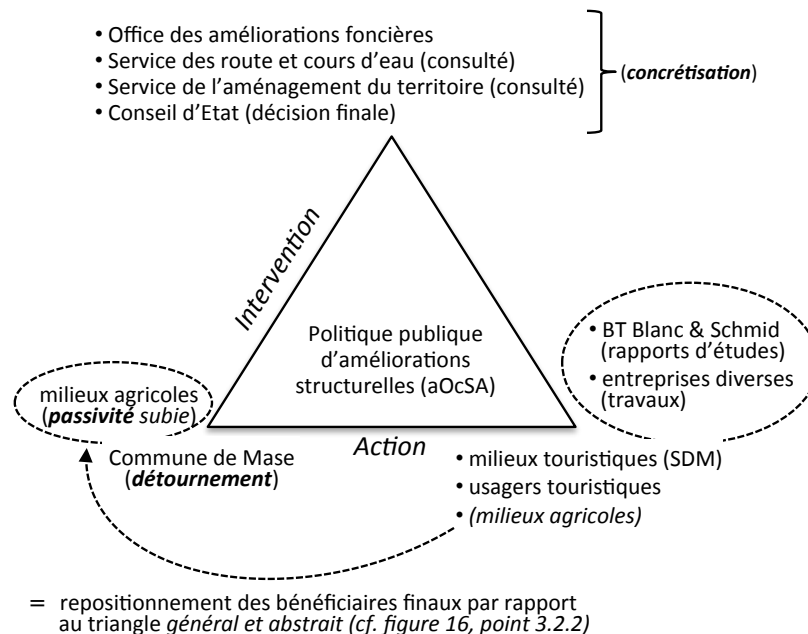 • Office des améliorations foncières
• Service des route et cours d'eau (consulté)
• Service de l'aménagement du territoire (consulté)
• Conseil d'Etat (décision finale)
(concrétisation)
Intervention
Politique publique
d'améliorations
structurelles (aOcSA)
• BT Blanc & Schmid
(rapports d'études)
• entreprises diverses
(travaux)
milieux agricoles
(passivité subie)
Action
Commune de Mase
(détournement)
• milieux touristiques (SDM)
• usagers touristiques
• (milieux agricoles)
= repositionnement des bénéficiaires finaux par rapport
au triangle général et abstrait (cf. figure 16, point 3.2.2)